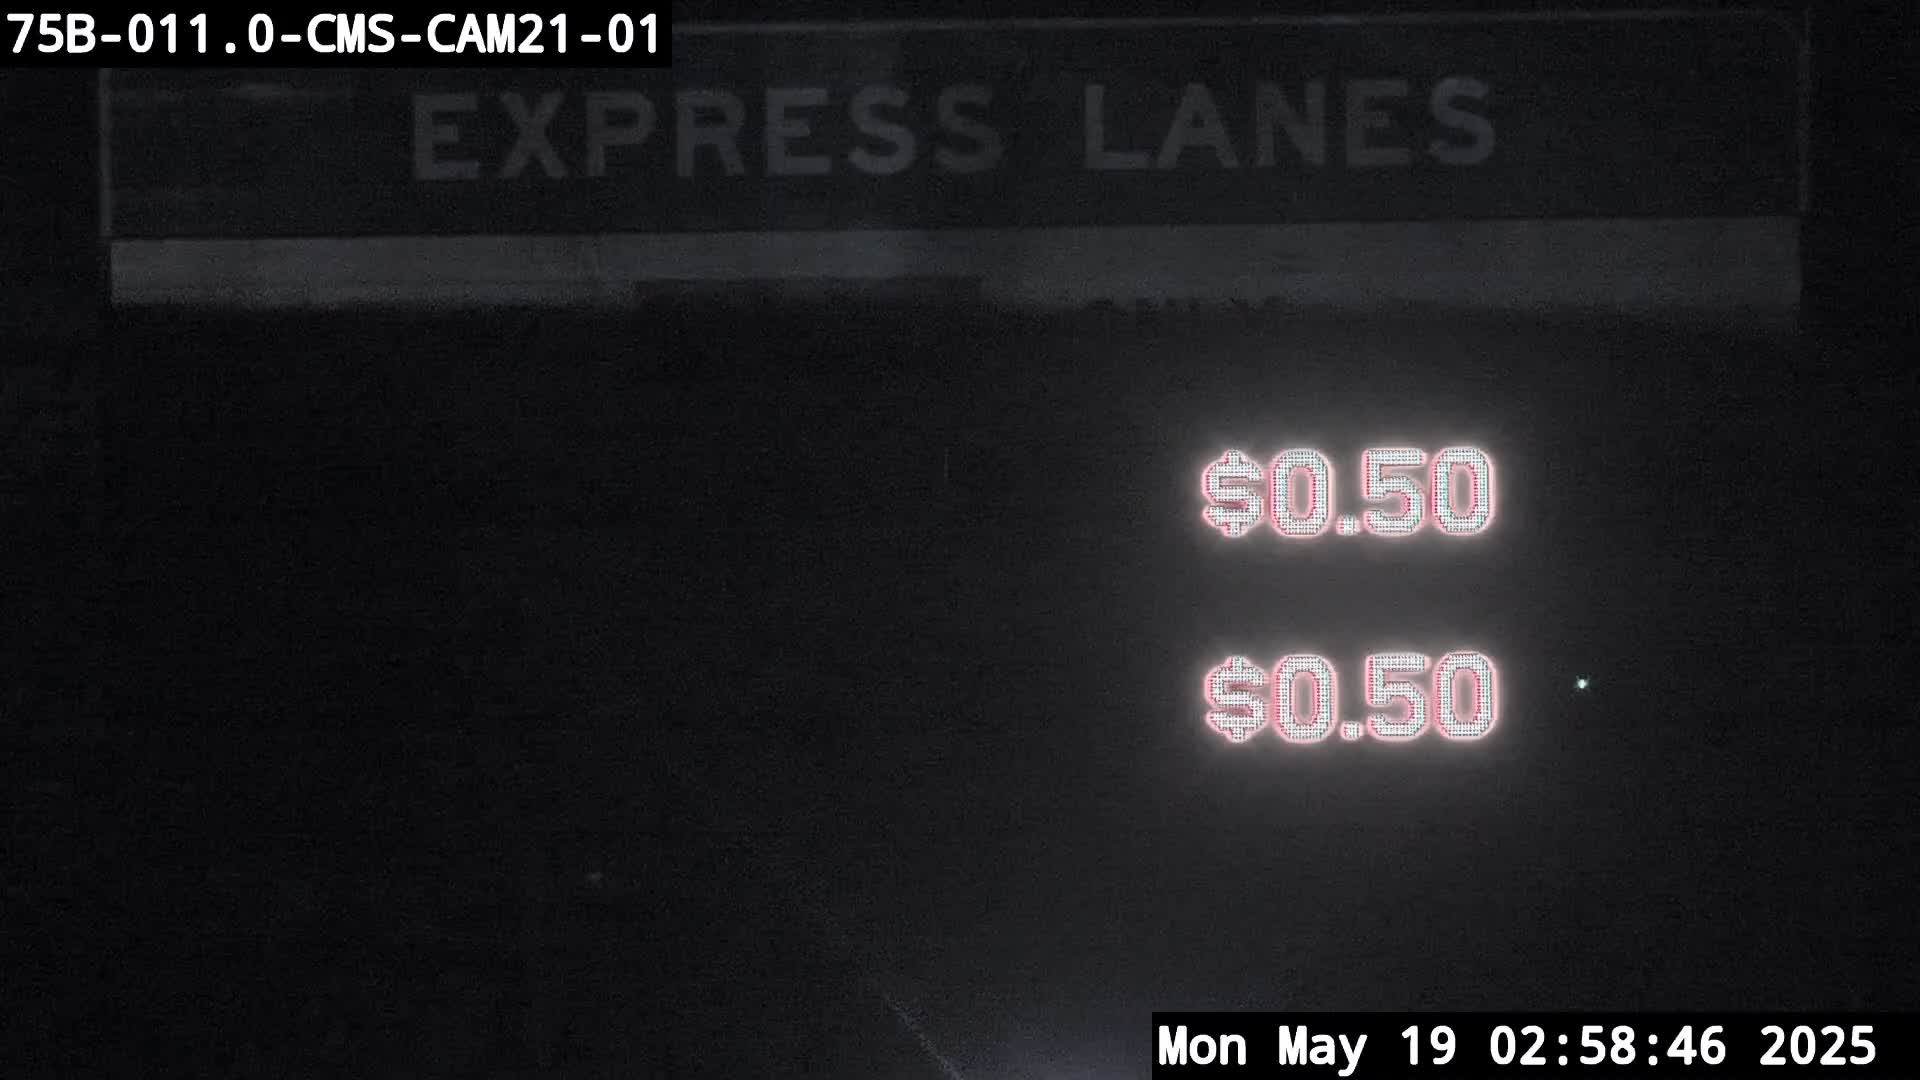 75B-011.0-CMS-CAM21-01
EXPRESS LANES
$0.50
$0.50
Mon May 19 02:58:46 2025